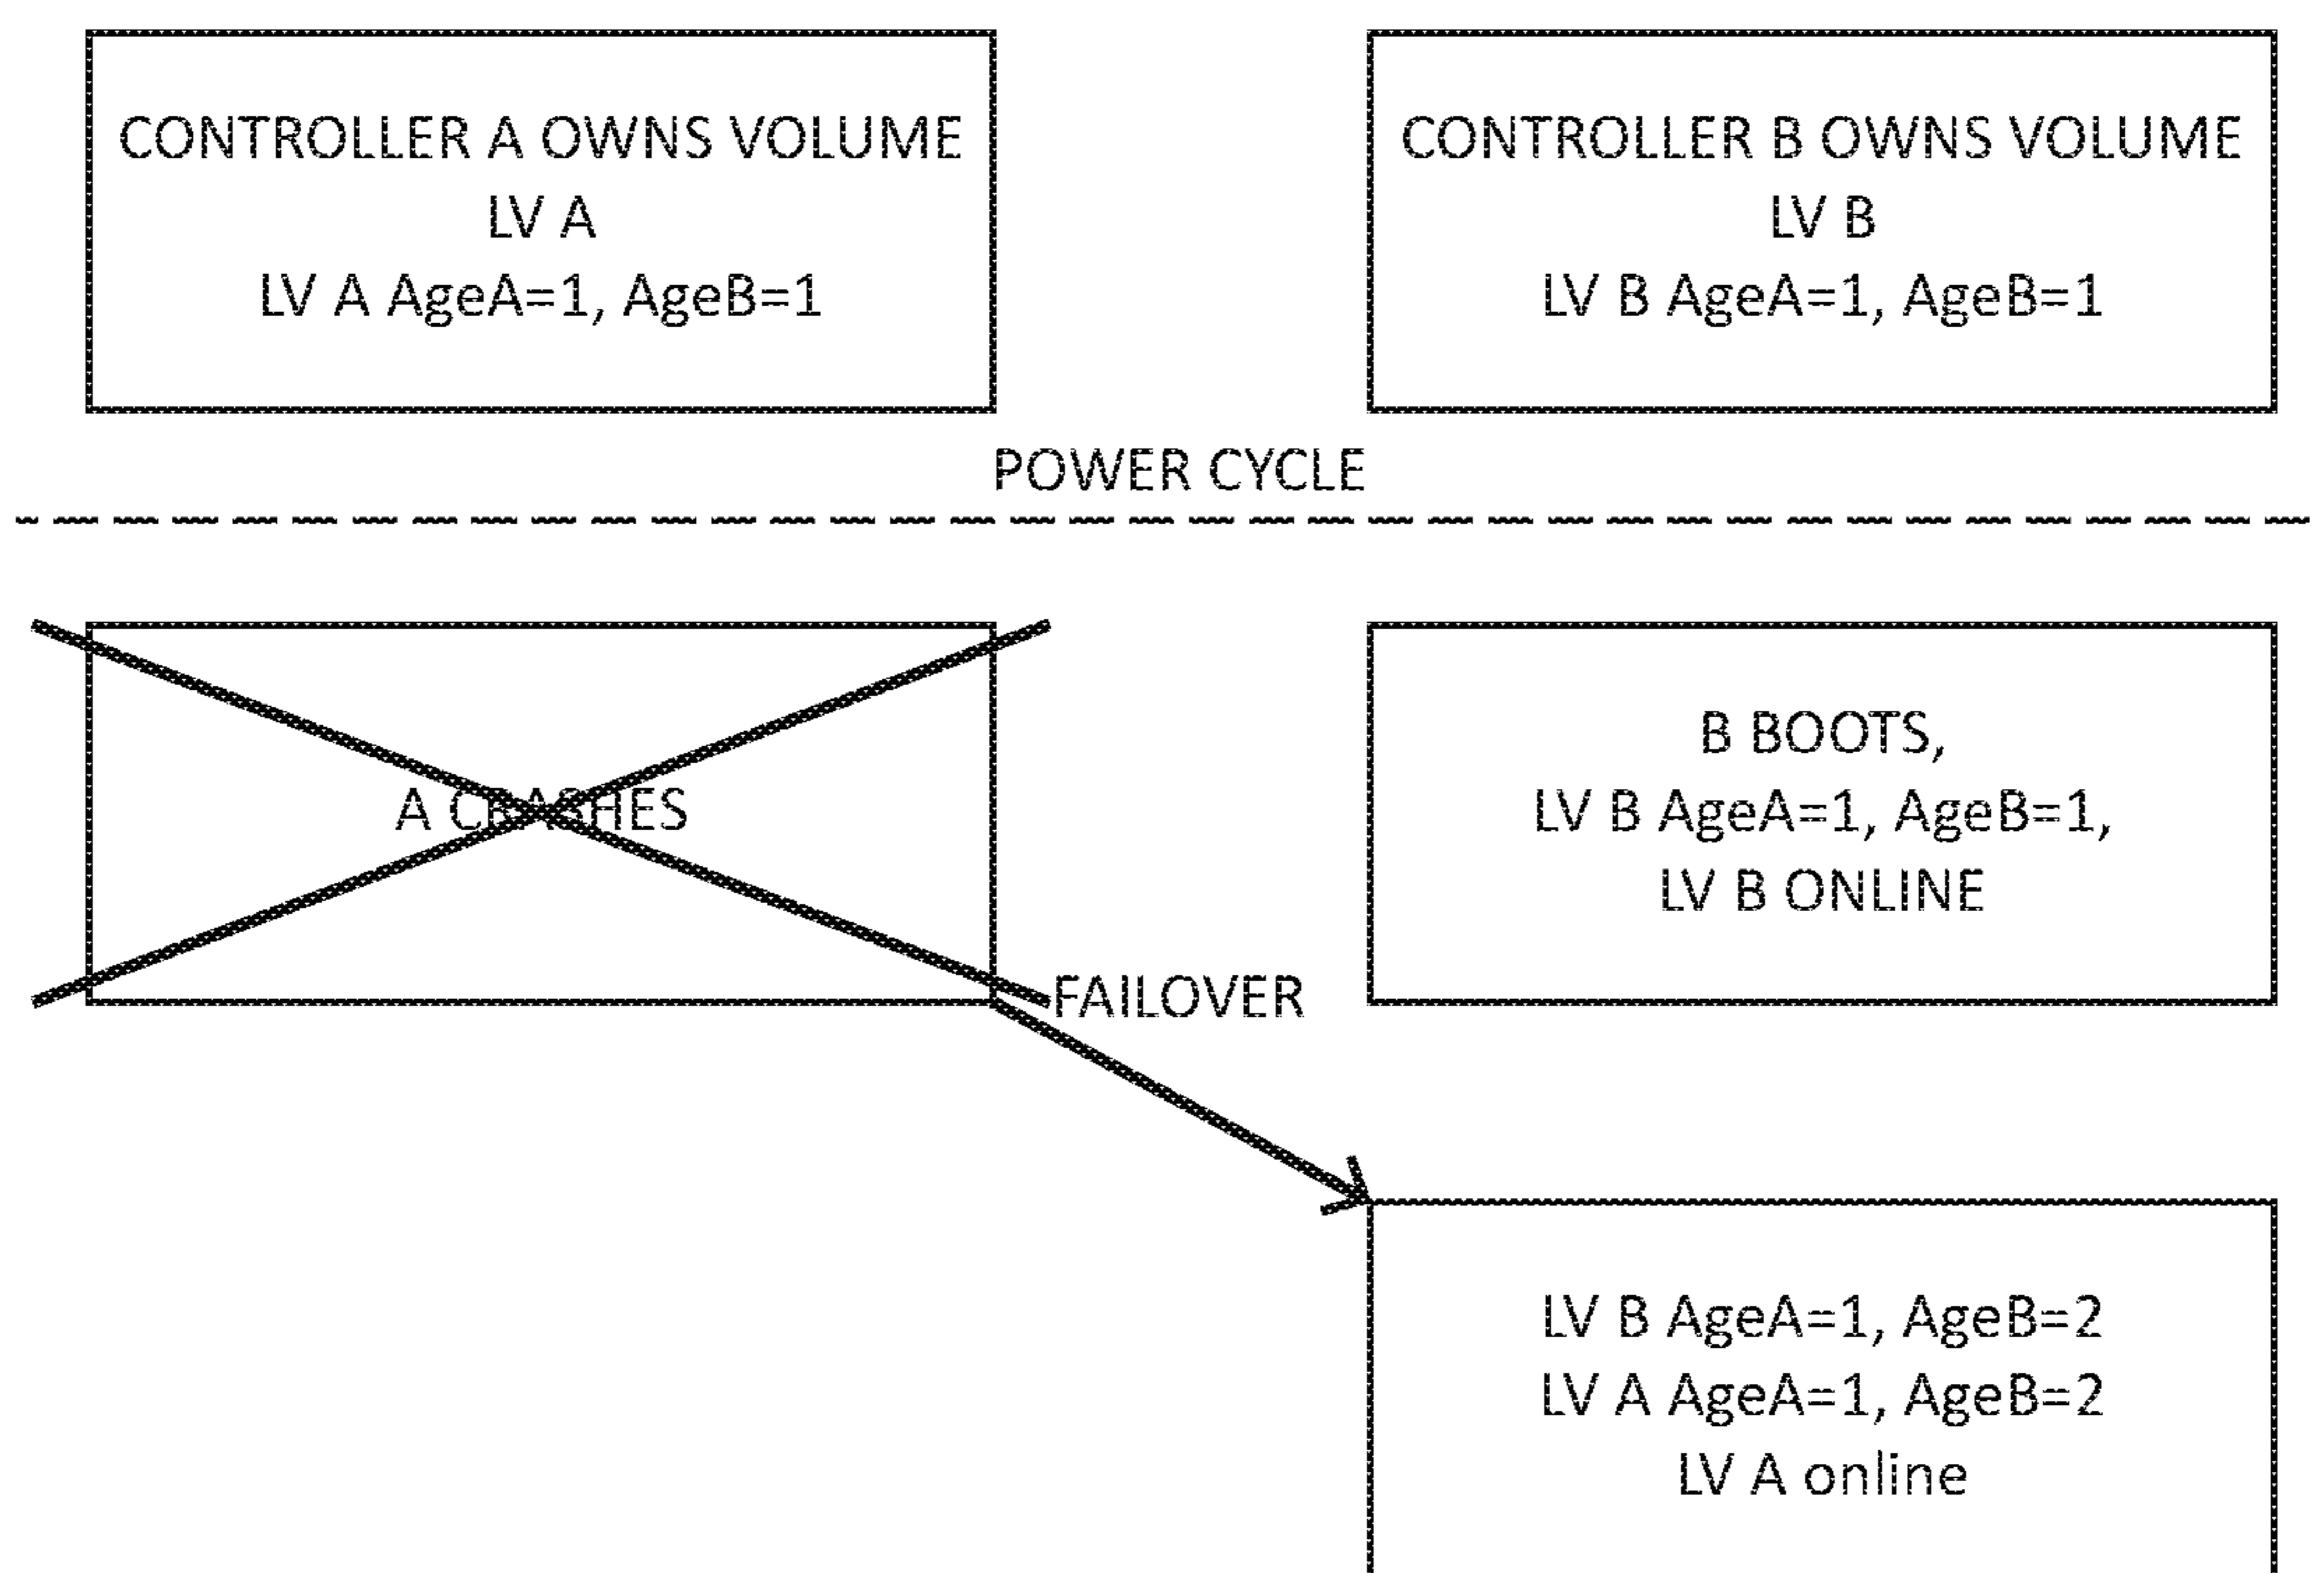 CONTROLLER A OWNS VOLUME
LV A
LV A AgeA=1, AgeB=1
CONTROLLER B OWNS VOLUME
LV B
LV B AgeA=1, AgeB=1
POWER CYCLE
A CRASHES
B BOOTS,
LV B AgeA=1, AgeB=1,
LV B ONLINE
FAILOVER
LV B AgeA=1, AgeB=2
LV A AgeA=1, AgeB=2
LV A online